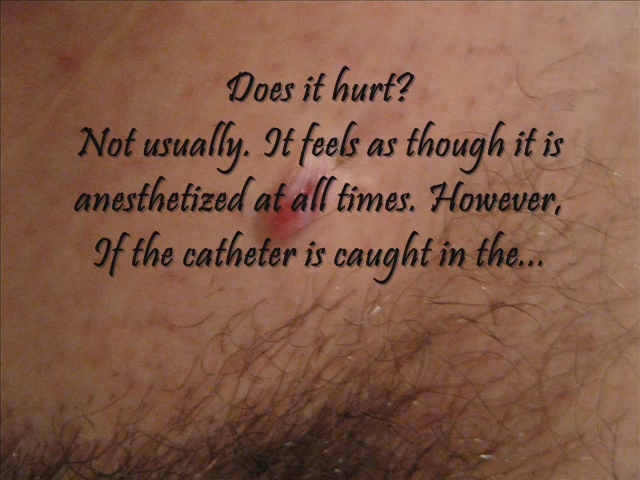 Does it hurt?
Not usually. It feels as though it is
anesthetized at all times. However,
If the catheter is caught in the...